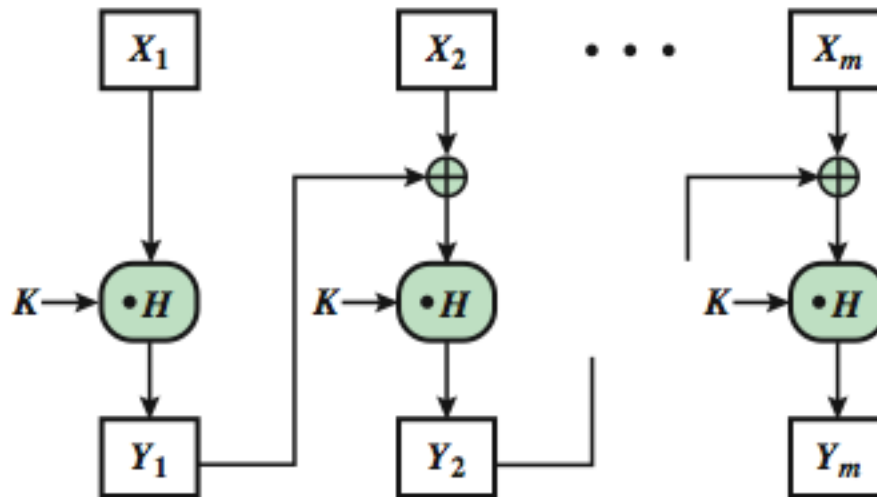 X1 X2 • • • Xm
K • H K • H K • H
Y1 Y2 Ym